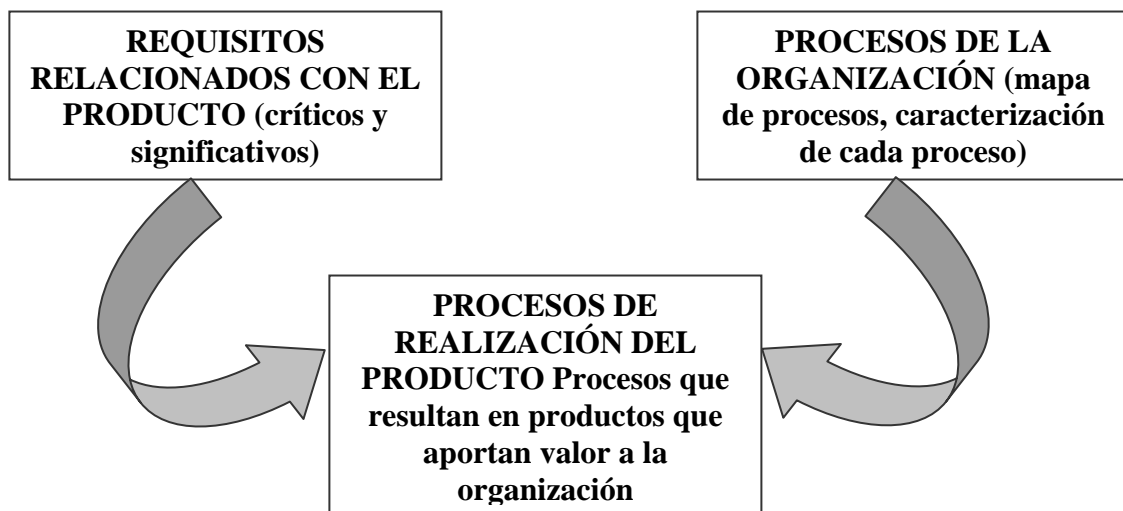 REQUISITOS
RELACIONADOS CON EL
PRODUCTO (críticos y
significativos)
PROCESOS DE LA
ORGANIZACIÓN (mapa
de procesos, caracterización
de cada proceso)
PROCESOS DE
REALIZACIÓN DEL
PRODUCTO Procesos que
resultan en productos que
aportan valor a la
organización